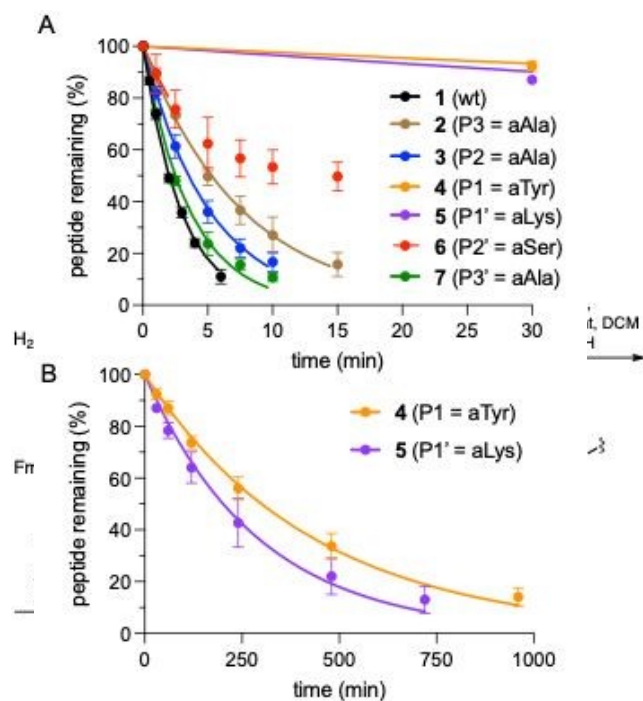 A
100
80
60
40
20
0
peptide remaining (%)
1 (wt)
2 (P3 = aAla)
3 (P2 = aAla)
4 (P1 = aTyr)
5 (P1' = aLys)
6 (P2' = aSer)
7 (P3' = aAla)
0 5 10 15 20 25 30
time (min)
H2
t, DCM
H
B
100
80
60
40
20
0
peptide remaining (%)
4 (P1 = aTyr)
5 (P1' = aLys)
Fm
0 250 500 750 1000
time (min)